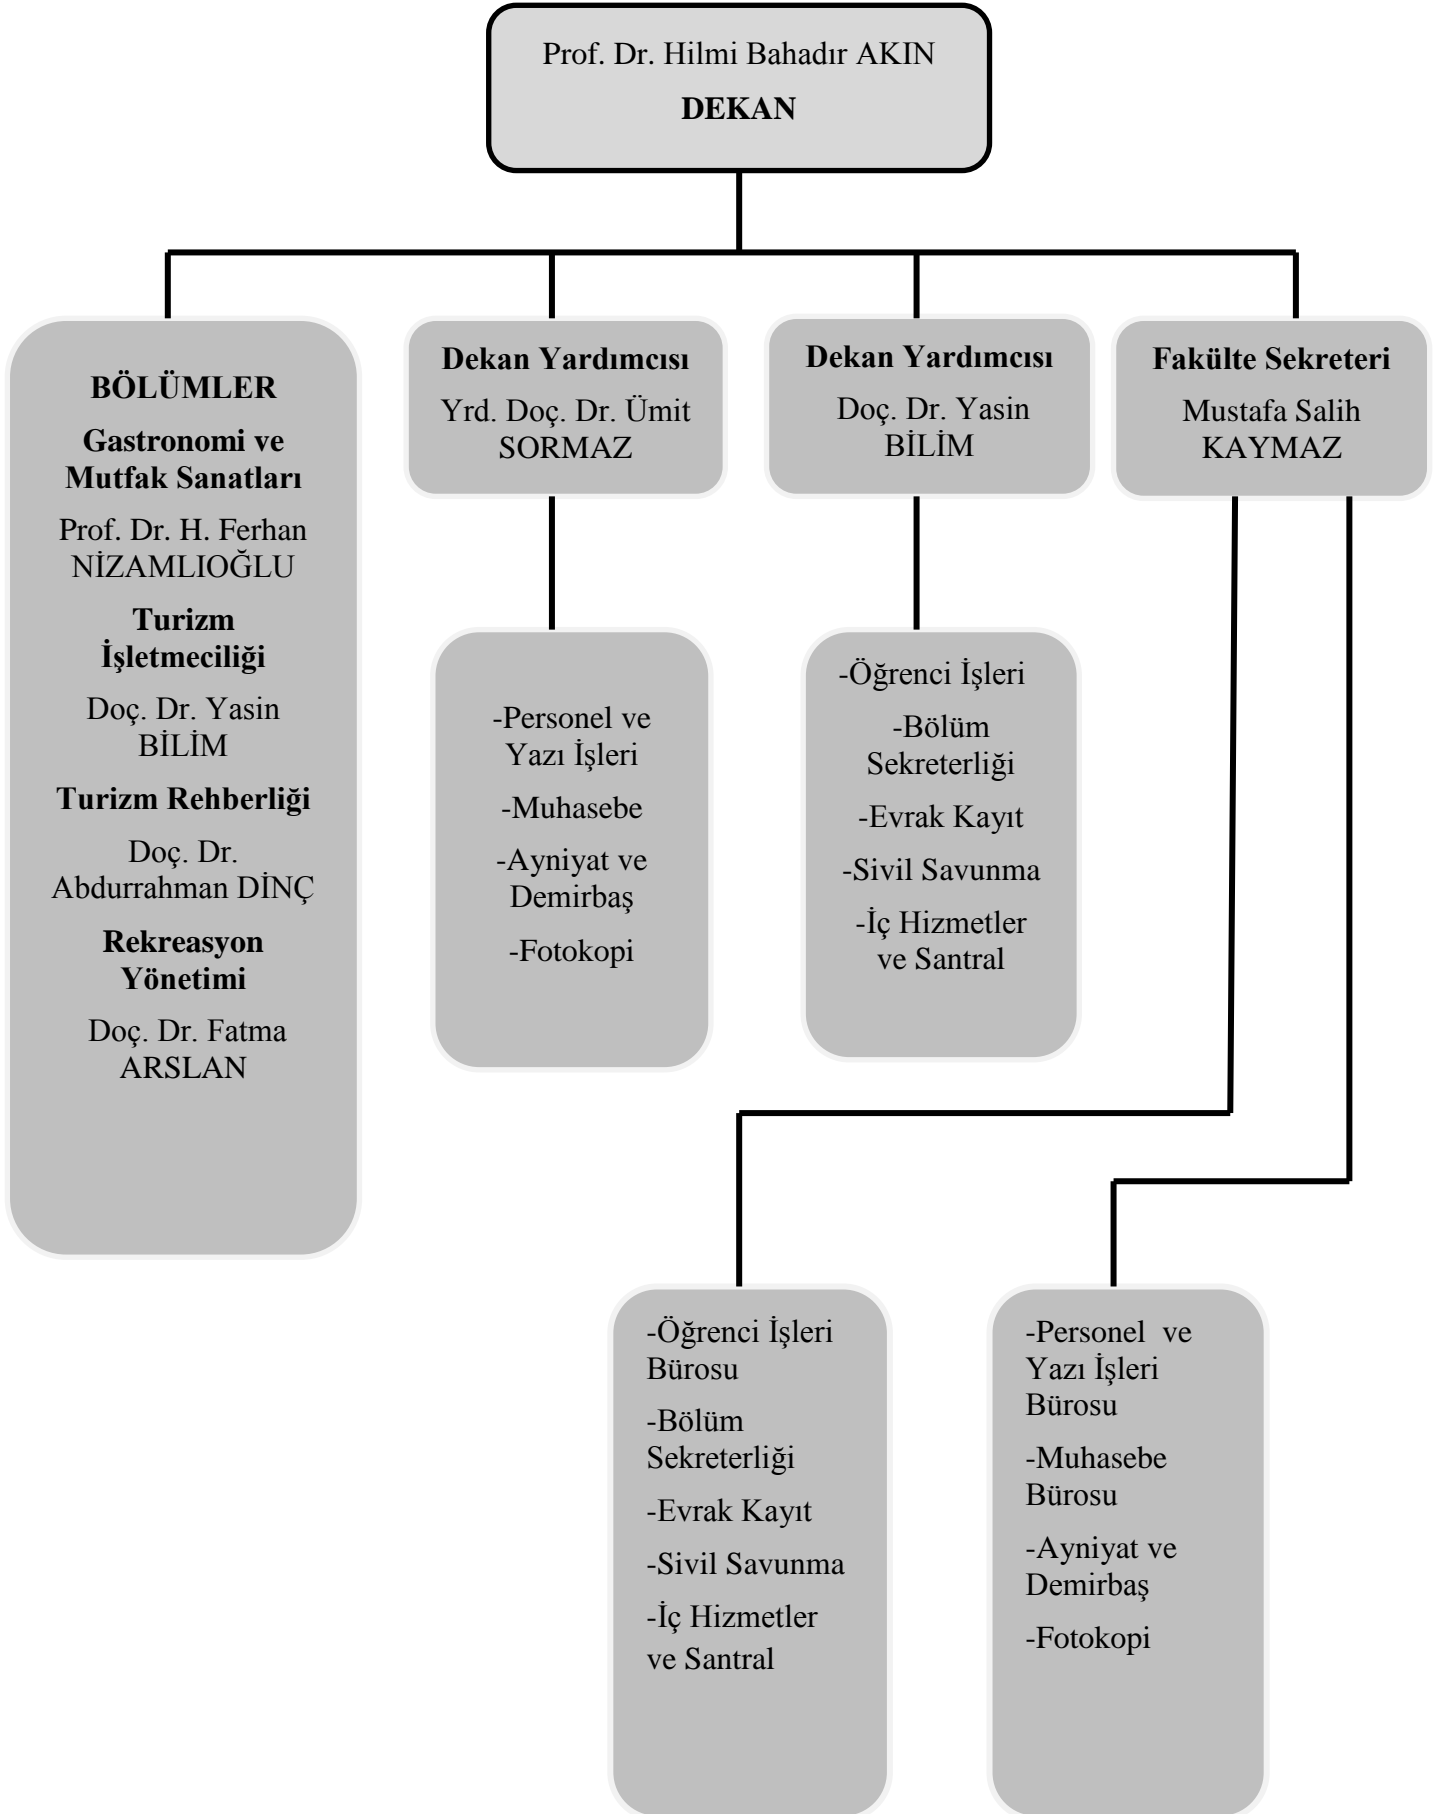 Prof. Dr. Hilmi Bahadır AKIN
DEKAN
BÖLÜMLER
Gastronomi ve
Mutfak Sanatları
Prof. Dr. H. Ferhan
NİZAMLIOĞLU
Turizm
İşletmeciliği
Doç. Dr. Yasin
BİLİM
Turizm Rehberliği
Doç. Dr.
Abdurrahman DİNÇ
Rekreasyon
Yönetimi
Doç. Dr. Fatma
ARSLAN
Dekan Yardımcısı
Yrd. Doç. Dr. Ümit
SORMAZ
Dekan Yardımcısı
Doç. Dr. Yasin
BİLİM
Fakülte Sekreteri
Mustafa Salih
KAYMAZ
-Personel ve
Yazı İşleri
-Muhasebe
-Ayniyat ve
Demirbaş
-Fotokopi
-Öğrenci İşleri
-Bölüm
Sekreterliği
-Evrak Kayıt
-Sivil Savunma
-İç Hizmetler
ve Santral
-Öğrenci İşleri
Bürosu
-Bölüm
Sekreterliği
-Evrak Kayıt
-Sivil Savunma
-İç Hizmetler
ve Santral
-Personel  ve
Yazı İşleri
Bürosu
-Muhasebe
Bürosu
-Ayniyat ve
Demirbaş
-Fotokopi